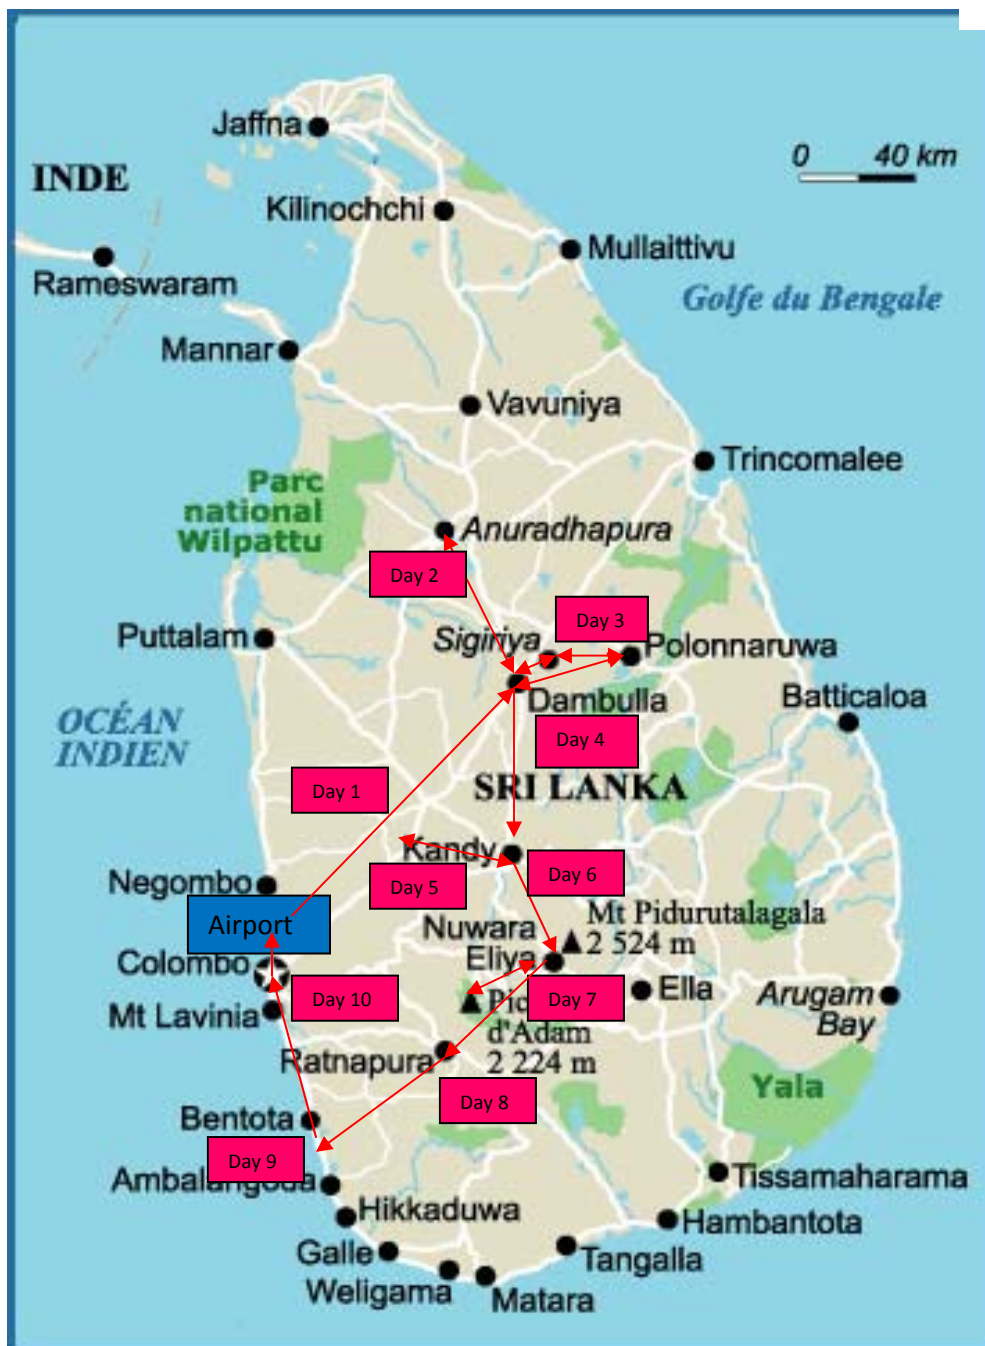 Jaffna
0 40 km
INDE
Kilinochchi
Mullaittivu
Rameswaram
Golfe du Bengale
Mannar
Vavuniya
Trincomalee
Parc
national
Wilpattu
Anuradhapura
Day 2
Day 3
Puttalam
Sigiriya
Polonnaruwa
Dambulla
Batticaloa
OCÉAN
INDIEN
Day 4
Day 1
SRI LANKA
Kandy
Day 5
Day 6
Negombo
Airport
Nuwara
Eliya
Mt Pidurutalagala
2 524 m
Colombo
Day 10
Day 7
Ella
Arugam
Bay
Mt Lavinia
Pic
d'Adam
2 224 m
Ratnapura
Yala
Day 8
Bentota
Day 9
Ambalangoda
Tissamaharama
Hikkaduwa
Hambantota
Galle
Tangalla
Weligama
Matara